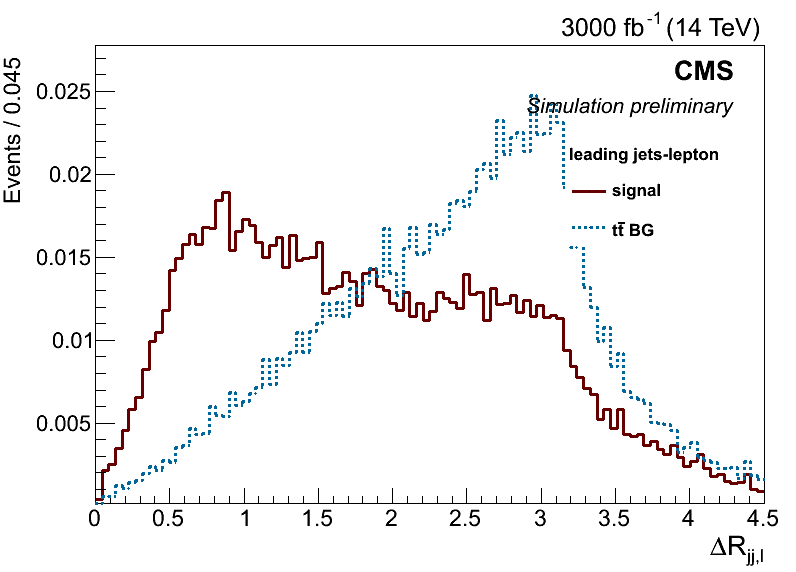 3000 fb⁻¹ (14 TeV)
Events / 0.045
CMS
Simulation preliminary
leading jets-lepton
signal
tt̄ BG
0.025
0.02
0.015
0.01
0.005
0 0.5 1 1.5 2 2.5 3 3.5 4 4.5
ΔR_jj,l